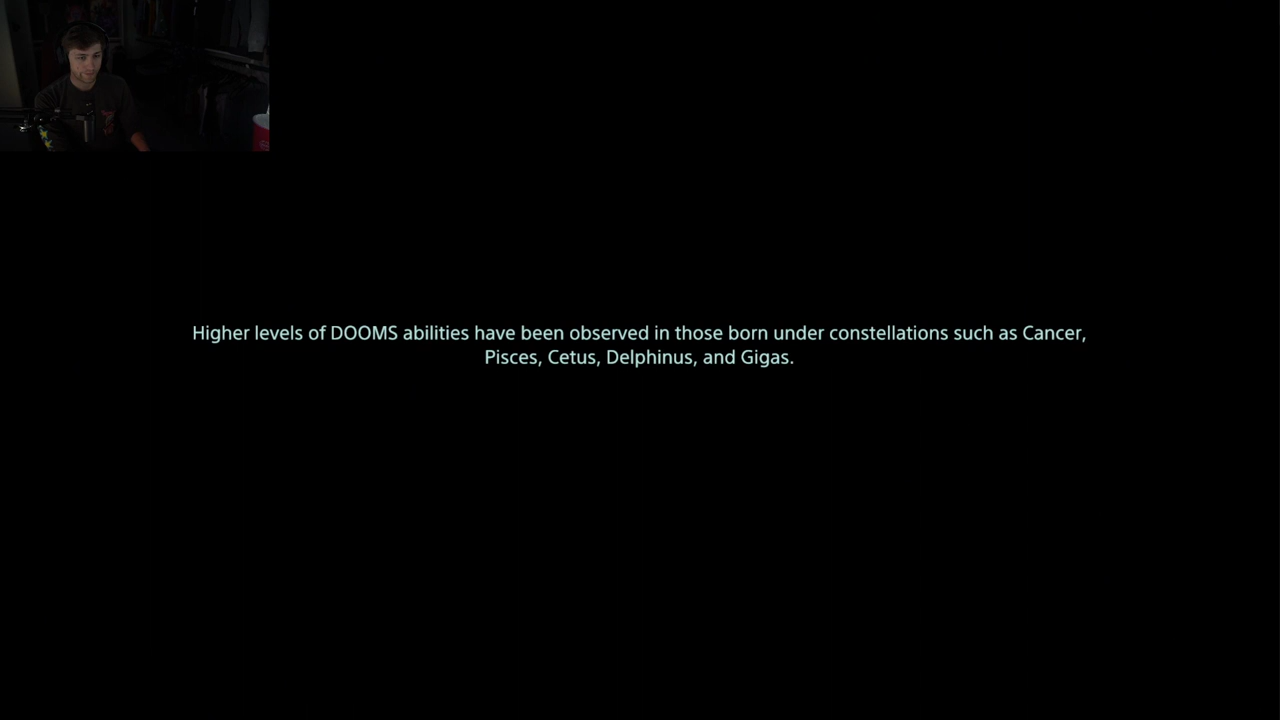 Higher levels of DOOMS abilities have been observed in those born under constellations such as Cancer,
Pisces, Cetus, Delphinus, and Gigas.